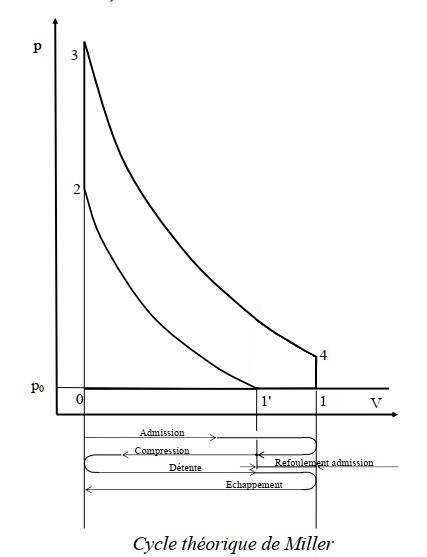 p
3
2
4
p0
0
1'
1
V
Admission
Compression
Refoulement admission
Détente
Echappement
Cycle théorique de Miller